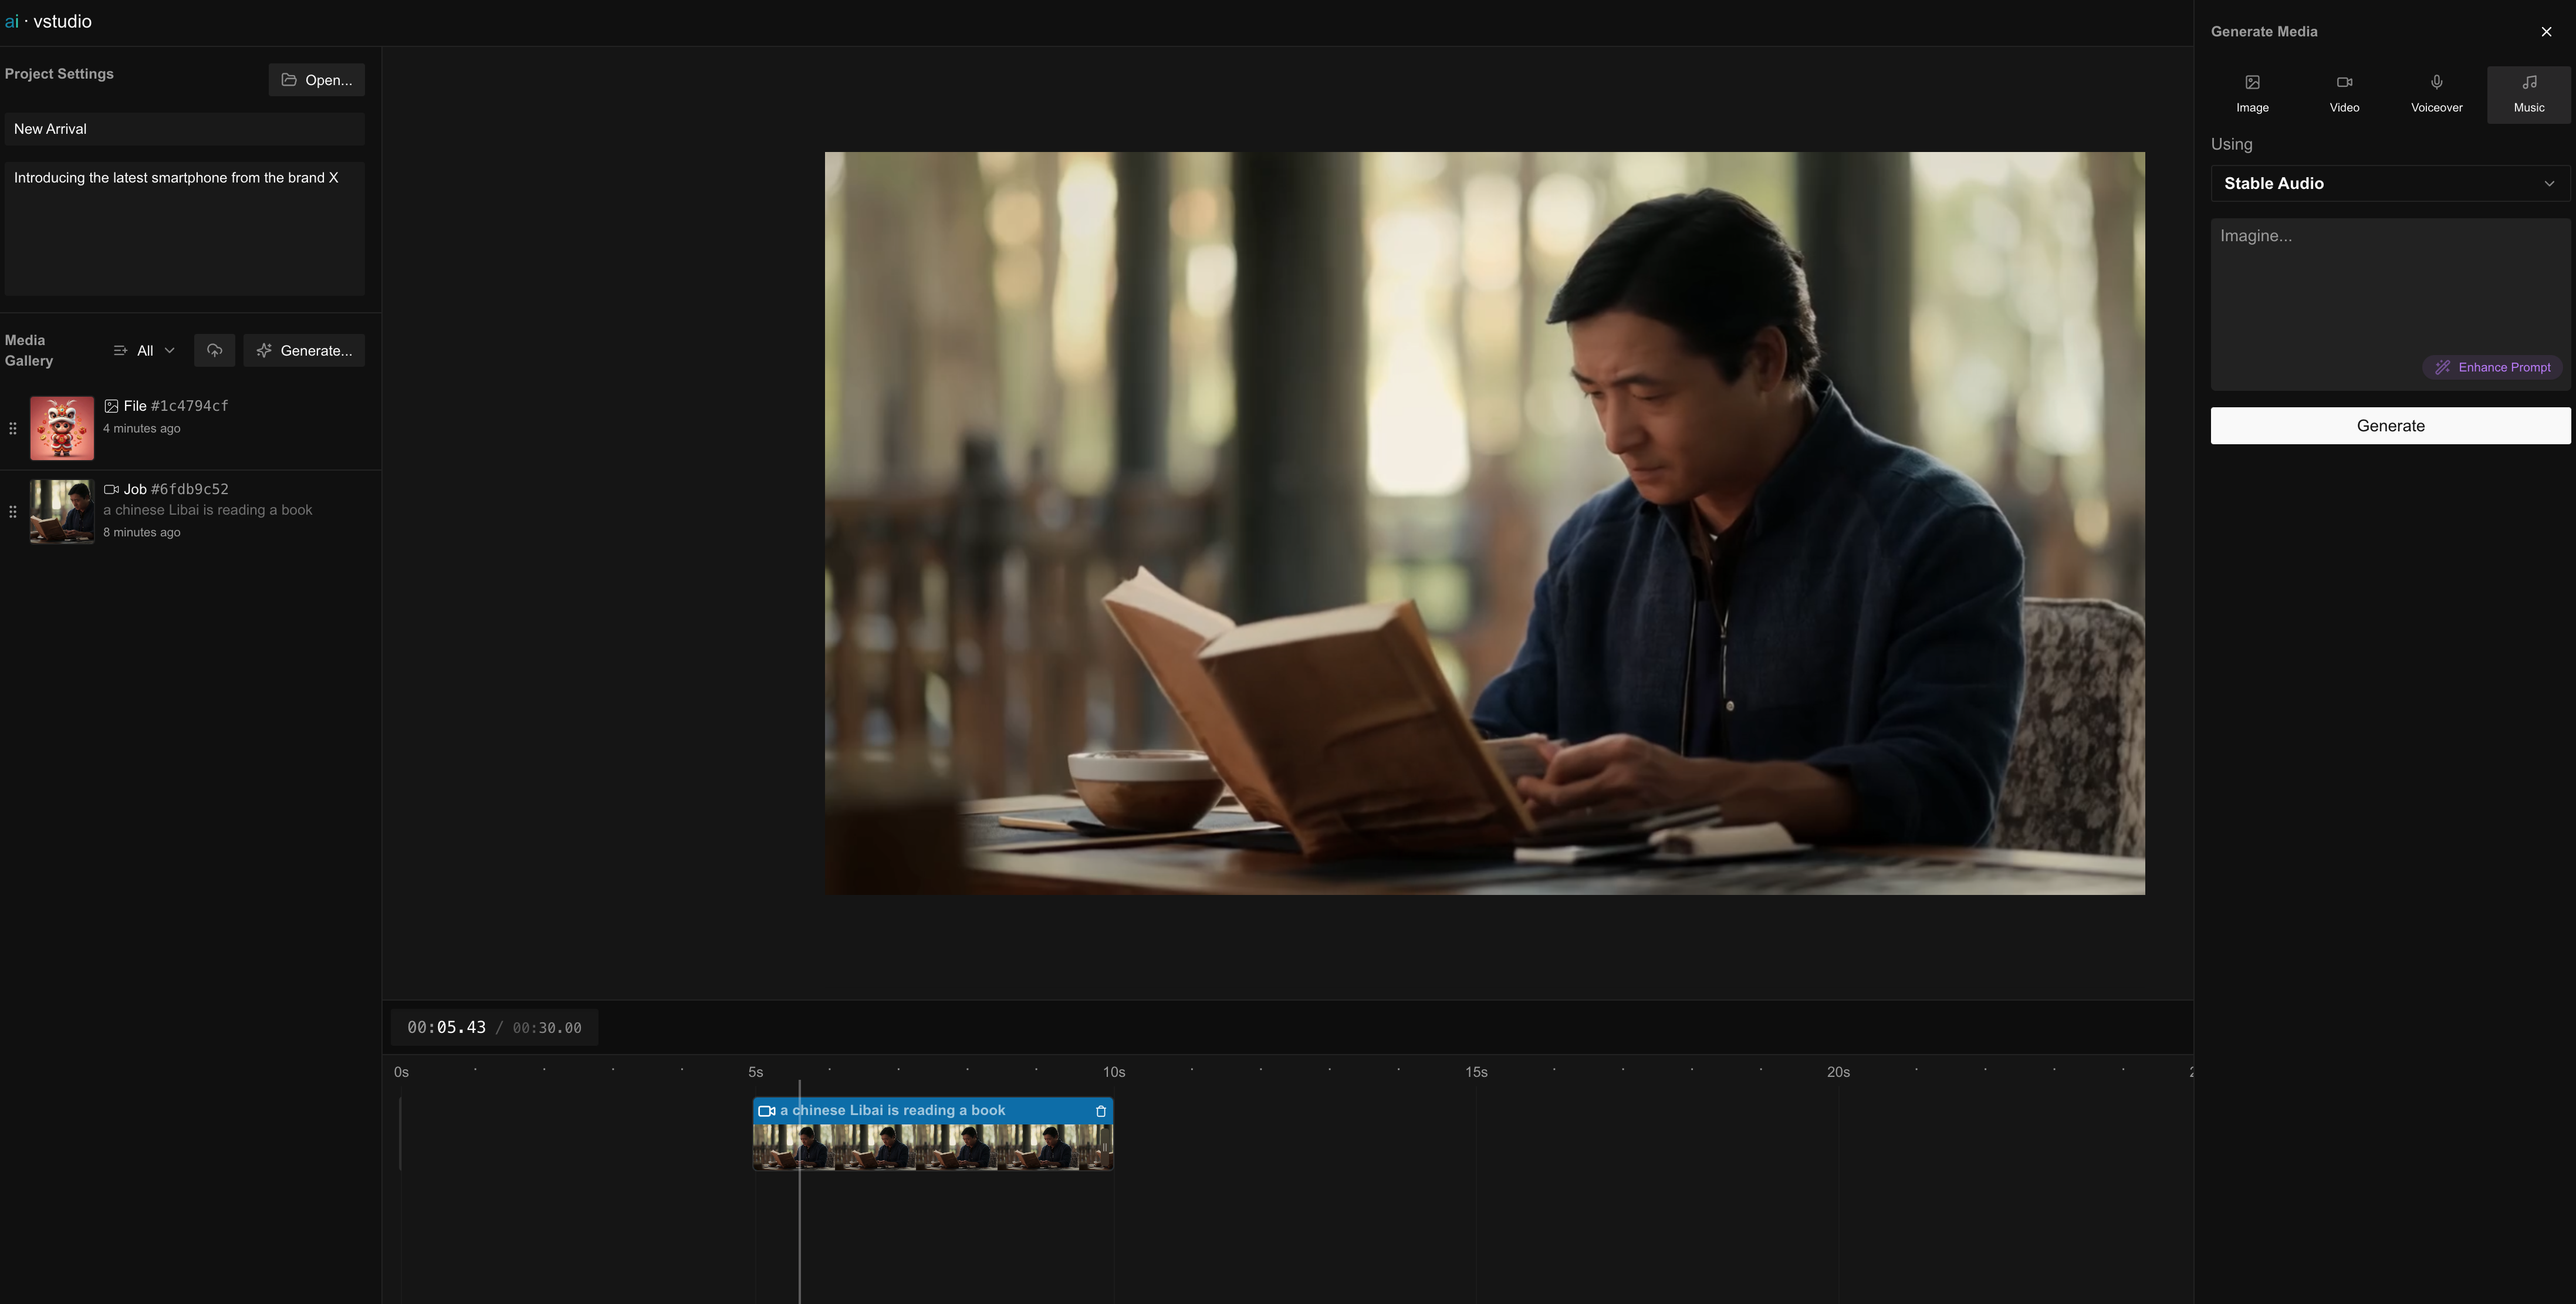 ai · vstudio
Project Settings
Open...
New Arrival
Introducing the latest smartphone from the brand X
Media
Gallery
All
Generate...
File #1c4794cf
4 minutes ago
Job #6fdb9c52
a chinese Libai is reading a book
8 minutes ago
00:05.43 / 00:30.00
0s
5s
10s
15s
20s
a chinese Libai is reading a book
Generate Media
Image
Video
Voiceover
Music
Using
Stable Audio
Imagine...
Enhance Prompt
Generate